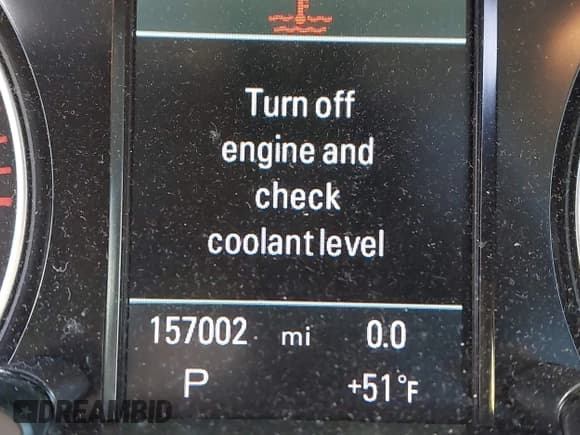 Turn off
engine and
check
coolant level
157002 mi 0.0
P +51°F
DREAMBID